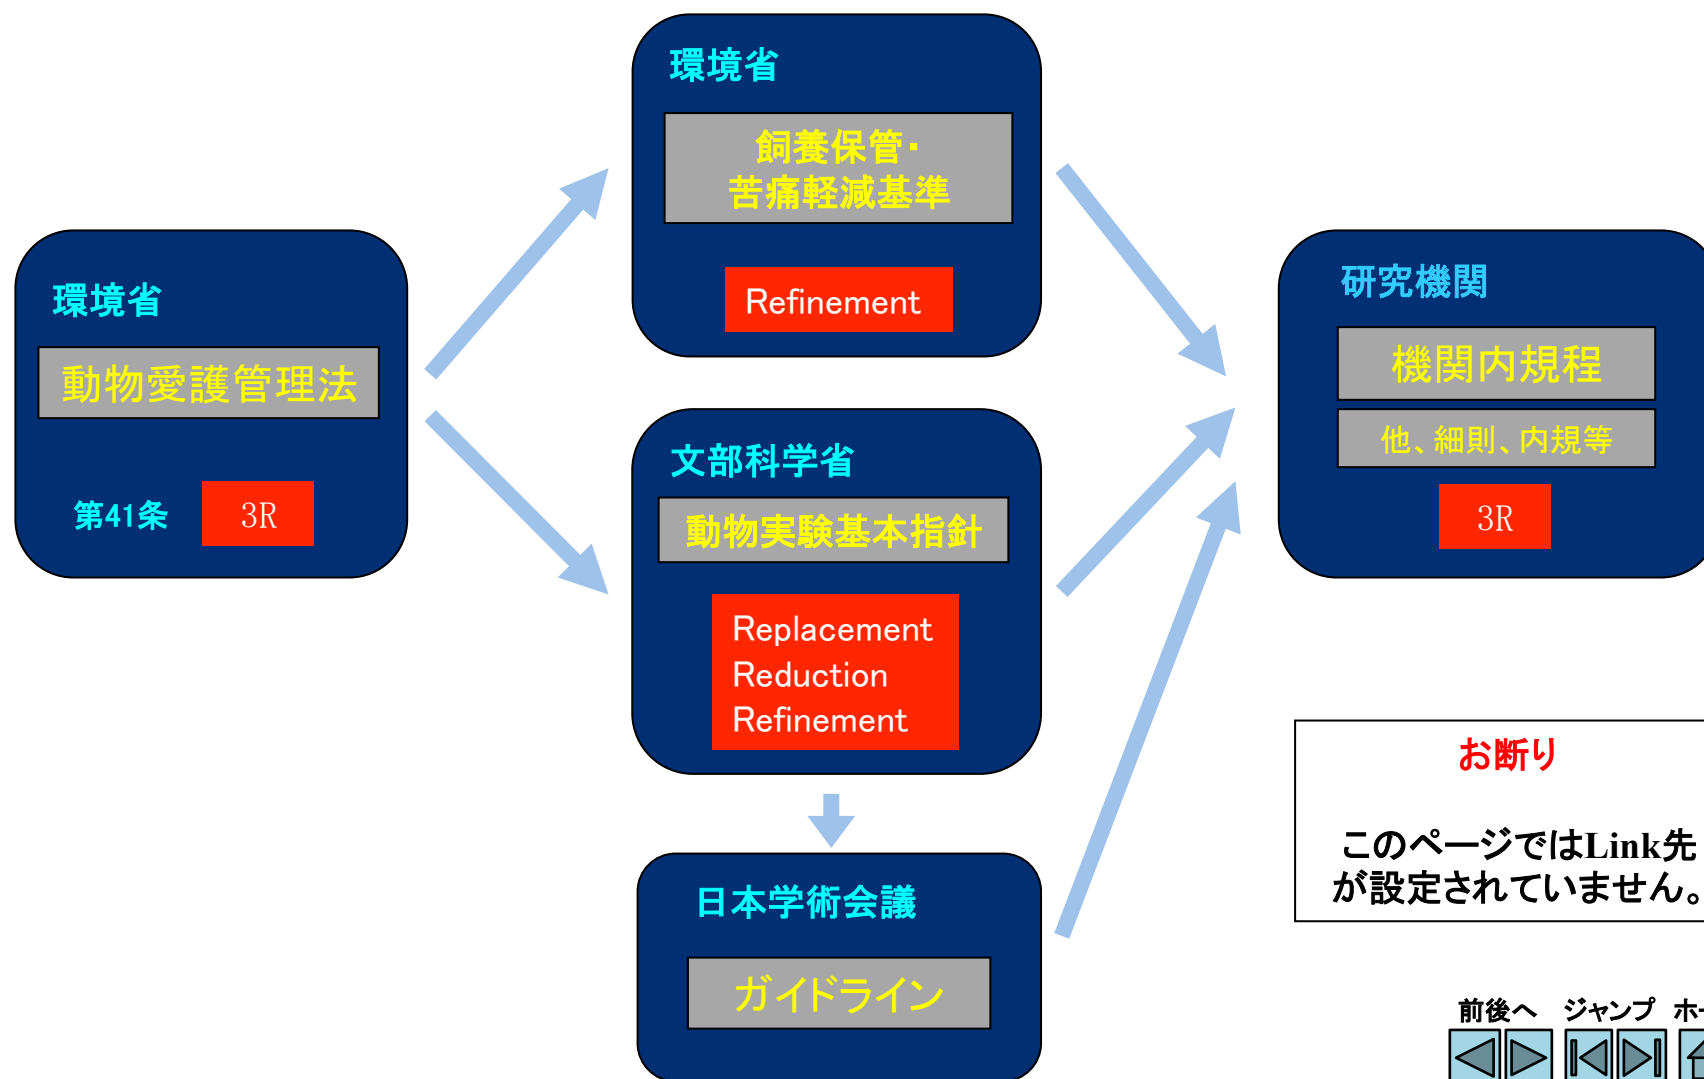 環境省
動物愛護管理法
第41条
3R
環境省
飼養保管・
苦痛軽減基準
Refinement
文部科学省
動物実験基本指針
Replacement
Reduction
Refinement
日本学術会議
ガイドライン
研究機関
機関内規程
他、細則、内規等
3R
お断り
このページではLink先
が設定されていません。
前後へ ジャンプ